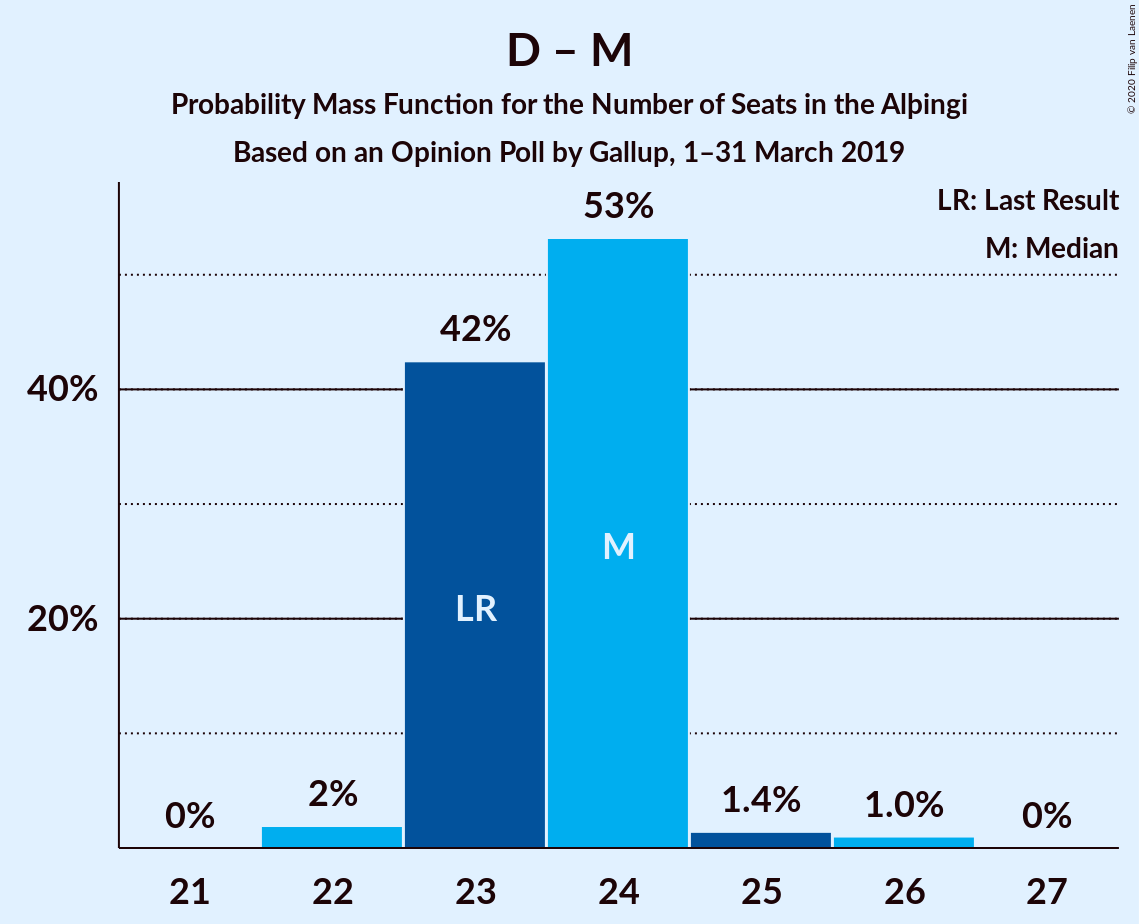 D – M
Probability Mass Function for the Number of Seats in the Alþingi
Based on an Opinion Poll by Gallup, 1–31 March 2019
© 2020 Filip van Laenen
LR: Last Result
M: Median
53%
42%
40%
M
LR
20%
0%
2%
1.4%
1.0%
0%
21
22
23
24
25
26
27